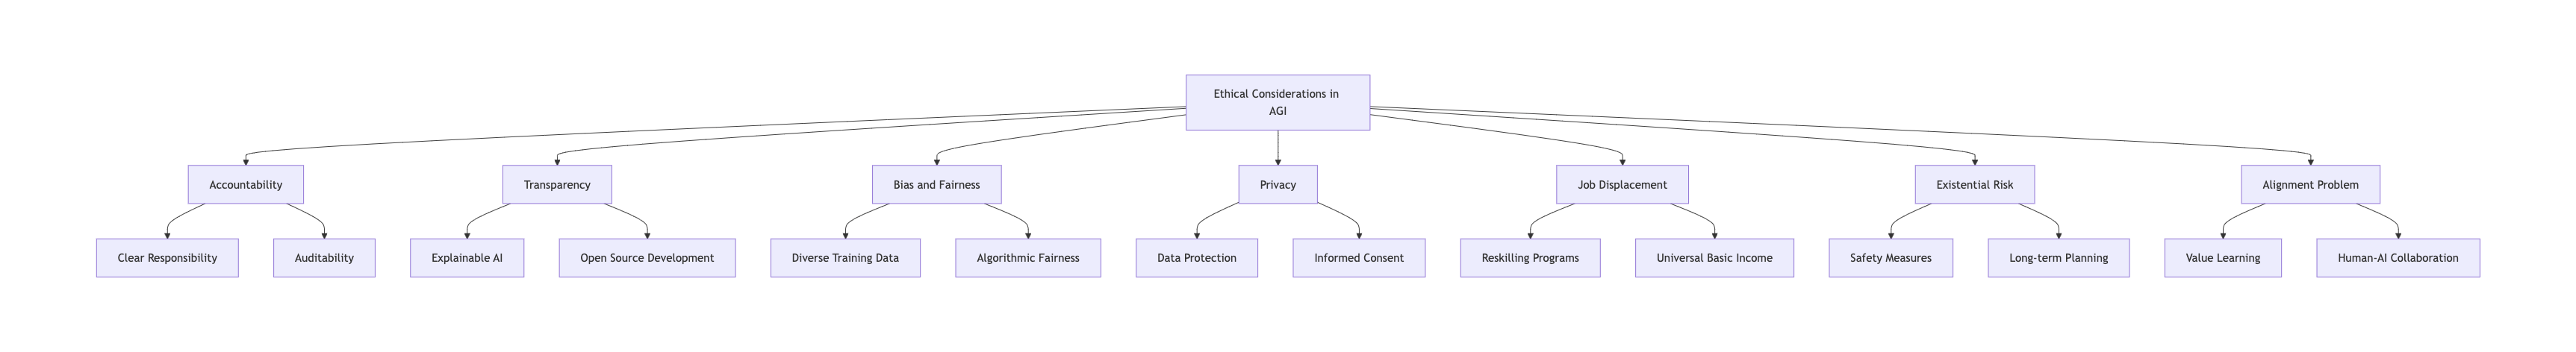 Ethical Considerations in
AGI
Accountability
Transparency
Bias and Fairness
Privacy
Job Displacement
Existential Risk
Alignment Problem
Clear Responsibility
Auditability
Explainable AI
Open Source Development
Diverse Training Data
Algorithmic Fairness
Data Protection
Informed Consent
Reskilling Programs
Universal Basic Income
Safety Measures
Long-term Planning
Value Learning
Human-AI Collaboration